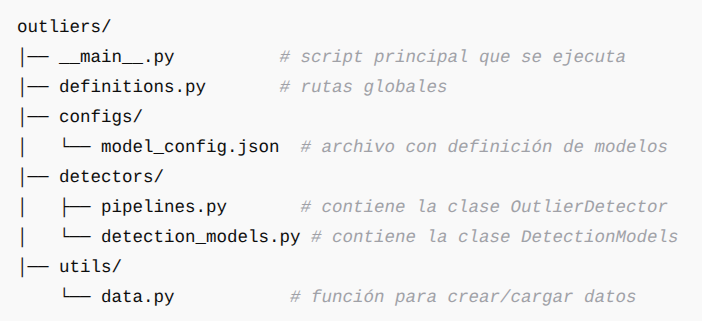 outliers/
│── __main__.py          # script principal que se ejecuta
│── definitions.py       # rutas globales
│── configs/
│   └── model_config.json  # archivo con definición de modelos
│── detectors/
│   ├── pipelines.py       # contiene la clase OutlierDetector
│   └── detection_models.py # contiene la clase DetectionModels
│── utils/
    └── data.py           # función para crear/cargar datos